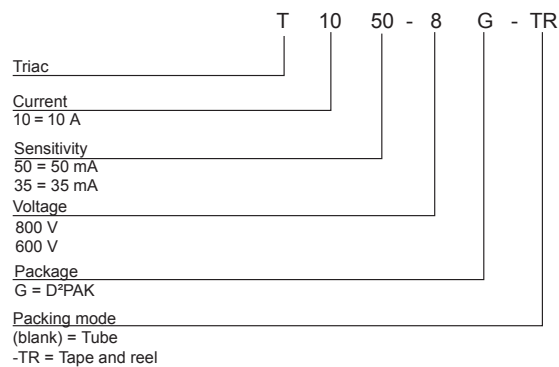 T 10 50 - 8 G - TR
Triac
Current
10 = 10 A
Sensitivity
50 = 50 mA
35 = 35 mA
Voltage
800 V
600 V
Package
G = D²PAK
Packing mode
(blank) = Tube
-TR = Tape and reel